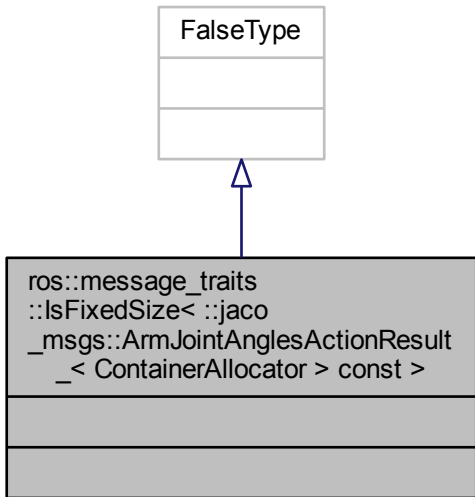 FalseType
ros::message_traits
::IsFixedSize< ::jaco
_msgs::ArmJointAnglesActionResult
_< ContainerAllocator > const >